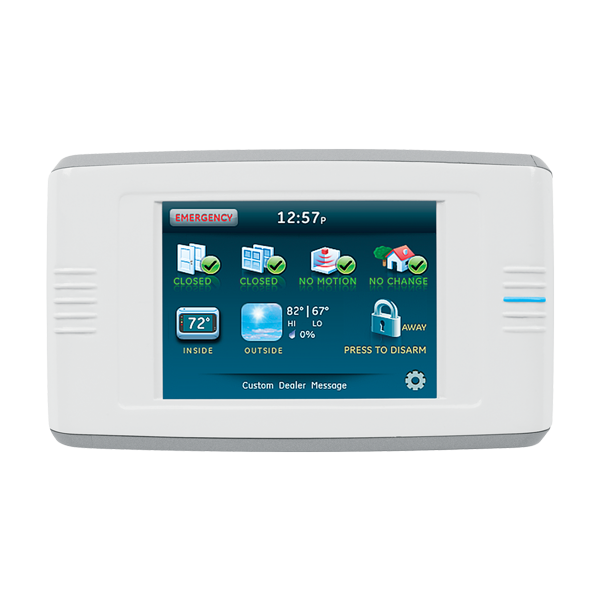 EMERGENCY 12:57P
CLOSED CLOSED NO MOTION NO CHANGE
72° 82° | 67°
HI LO
0%
AWAY
INSIDE OUTSIDE PRESS TO DISARM
Custom Dealer Message